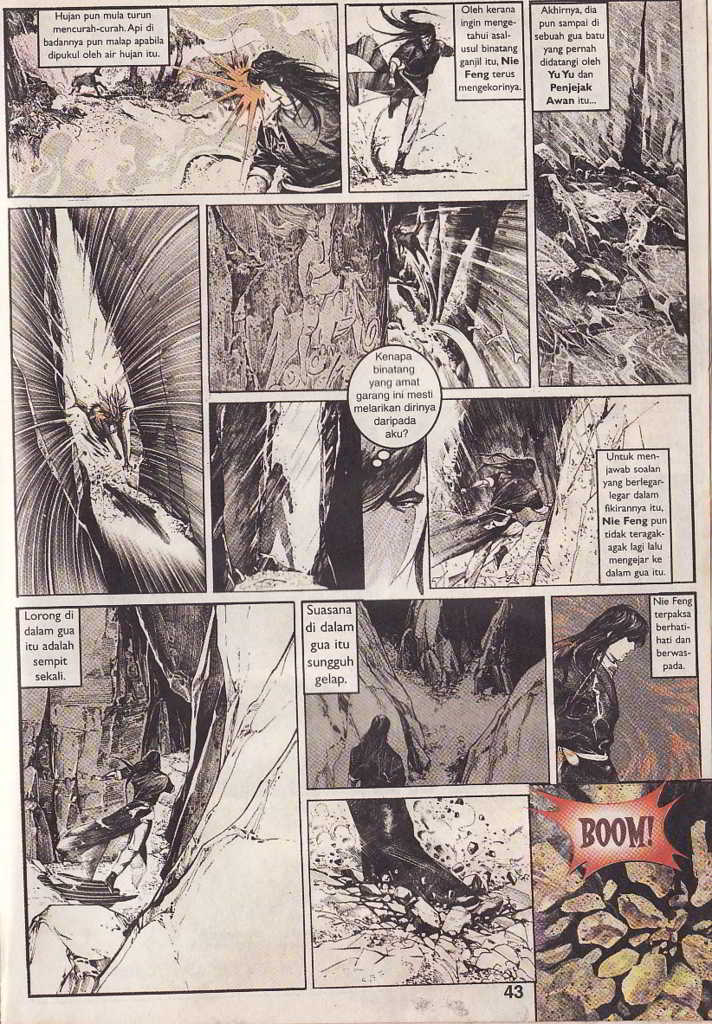 Hujan pun mula turun
mencurah-curah. Api di
badannya pun malap apabila
dipukul oleh air hujan itu.
Oleh kerana
ingin menge-
tahui asal-
usul binatang
ganjil itu, Nie
Feng terus
mengekorinya.
Akhirnya, dia
pun sampai di
sebuah gua batu
yang pernah
didatangi oleh
Yu Yu dan
Penjejak
Awan itu...
Kenapa
binatang
yang amat
garang ini mesti
melarikan dirinya
daripada
aku?
Untuk men-
jawab soalan
yang berlegar-
legar dalam
fikirannya itu,
Nie Feng pun
tidak teragak-
agak lagi lalu
mengejar ke
dalam gua itu.
Lorong di
dalam gua
itu adalah
sempit
sekali.
Suasana
di dalam
gua itu
sungguh
gelap.
Nie Feng
terpaksa
berhati-
hati dan
berwas-
pada.
BOOM!
43